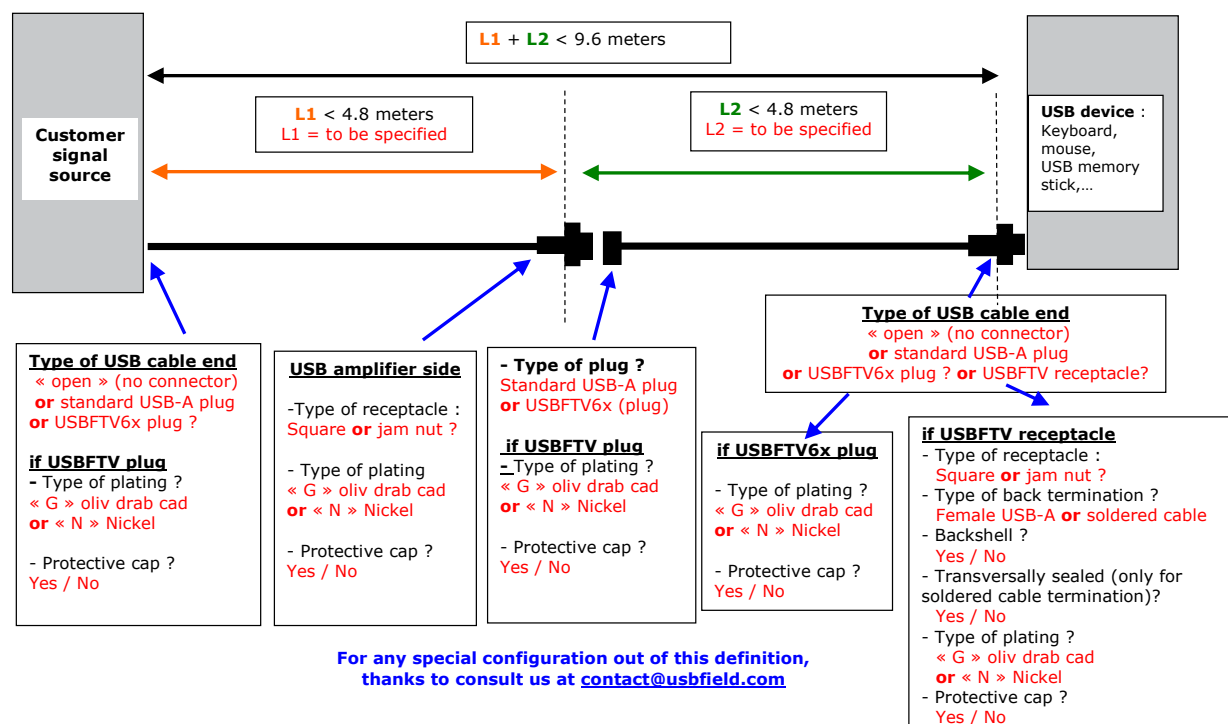 L1 + L2 < 9.6 meters
L1 < 4.8 meters
L1 = to be specified
L2 < 4.8 meters
L2 = to be specified
Customer
signal
source
USB device :
Keyboard,
mouse,
USB memory
stick,...
Type of USB cable end
« open » (no connector)
or standard USB-A plug
or USBFTV6x plug ?
if USBFTV plug
- Type of plating ?
« G » oliv drab cad
or « N » Nickel
- Protective cap ?
Yes / No
USB amplifier side
-Type of receptacle :
Square or jam nut ?
- Type of plating
« G » oliv drab cad
or « N » Nickel
- Protective cap ?
Yes / No
- Type of plug ?
Standard USB-A plug
or USBFTV6x (plug)
if USBFTV plug
- Type of plating ?
« G » oliv drab cad
or « N » Nickel
- Protective cap ?
Yes / No
Type of USB cable end
« open » (no connector)
or standard USB-A plug
or USBFTV6x plug ? or USBFTV receptacle?
if USBFTV6x plug
- Type of plating ?
« G » oliv drab cad
or « N » Nickel
- Protective cap ?
Yes / No
if USBFTV receptacle
- Type of receptacle :
Square or jam nut ?
- Type of back termination ?
Female USB-A or soldered cable
- Backshell ?
Yes / No
- Transversally sealed (only for
soldered cable termination)?
Yes / No
- Type of plating ?
« G » oliv drab cad
or « N » Nickel
- Protective cap ?
Yes / No
For any special configuration out of this definition,
thanks to consult us at contact@usbfield.com